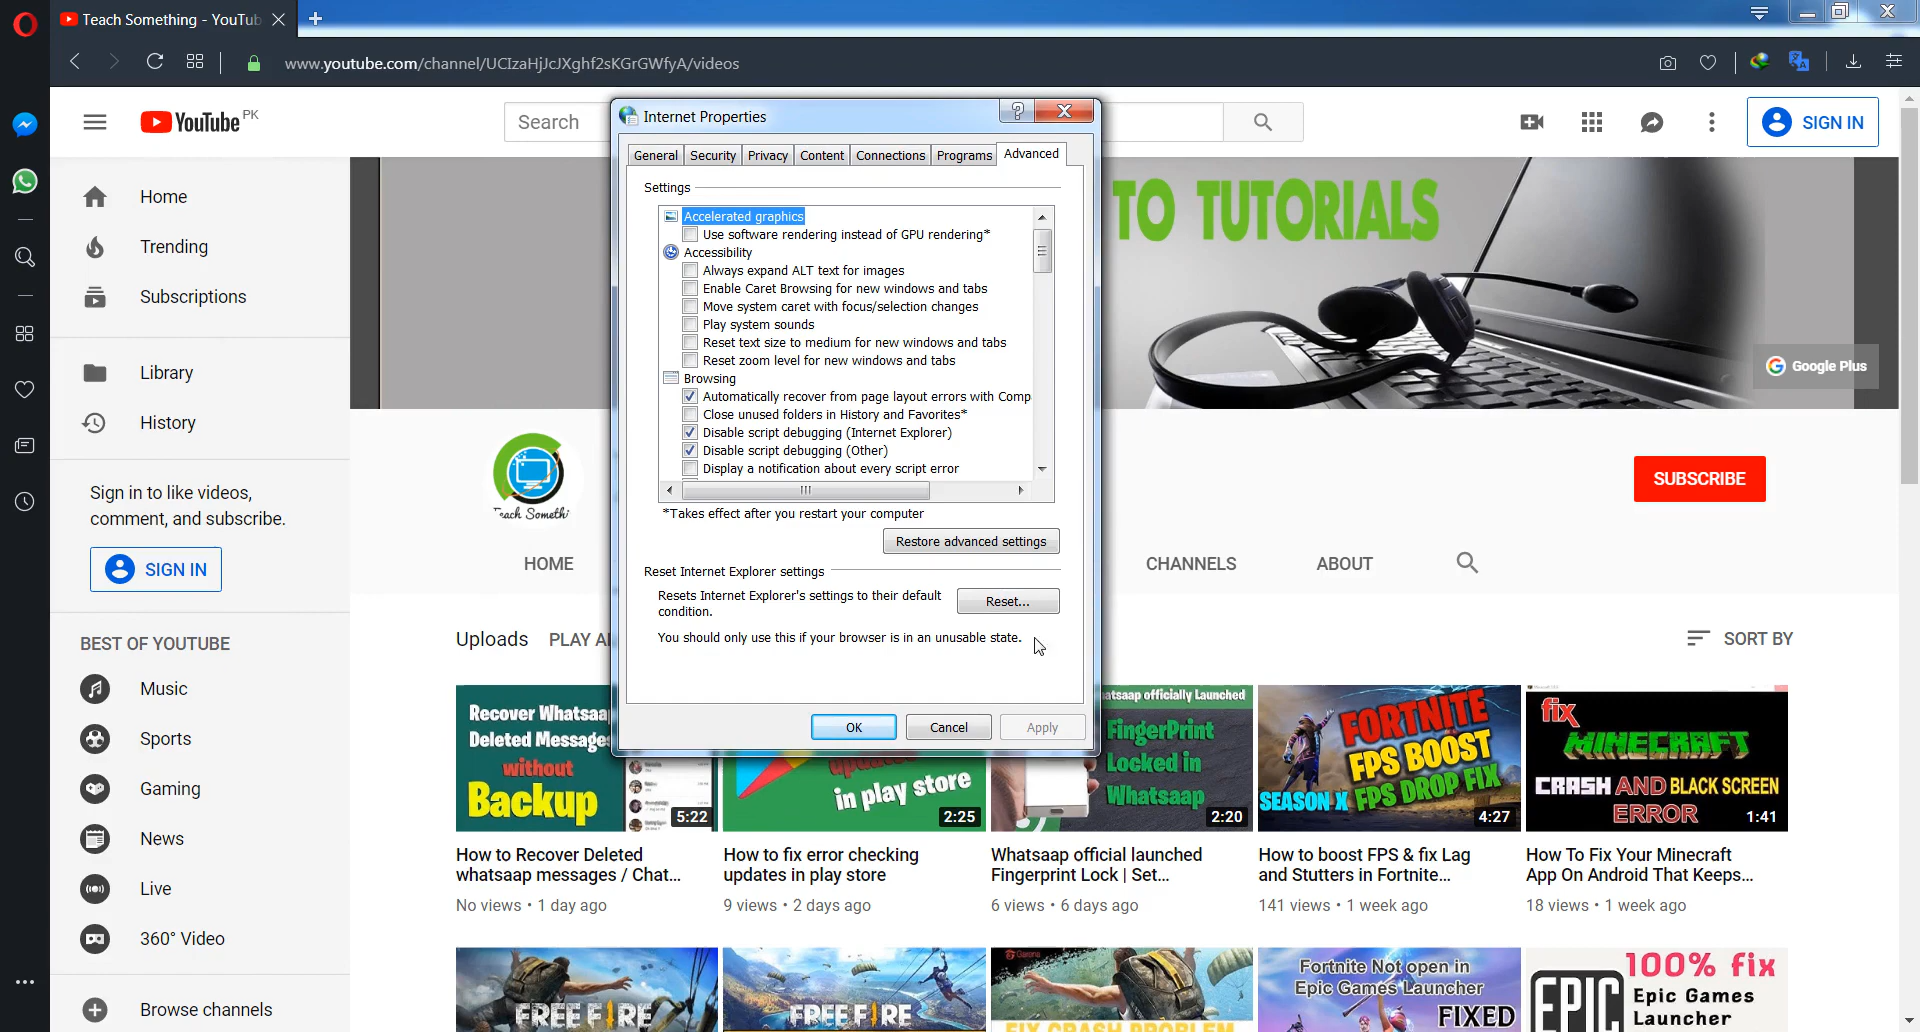 Teach Something - YouTub
www.youtube.com/channel/UCIzaHjJcJXghf2sKGrGWfyA/videos
YouTube PK
Search
SIGN IN
Home
Trending
Subscriptions
Library
History
Sign in to like videos,
comment, and subscribe.
SIGN IN
BEST OF YOUTUBE
Music
Sports
Gaming
News
Live
360° Video
Browse channels
Internet Properties
General Security Privacy Content Connections Programs Advanced
Settings
Accelerated graphics
Use software rendering instead of GPU rendering*
Accessibility
Always expand ALT text for images
Enable Caret Browsing for new windows and tabs
Move system caret with focus/selection changes
Play system sounds
Reset text size to medium for new windows and tabs
Reset zoom level for new windows and tabs
Browsing
Automatically recover from page layout errors with Comp
Close unused folders in History and Favorites*
Disable script debugging (Internet Explorer)
Disable script debugging (Other)
Display a notification about every script error
*Takes effect after you restart your computer
Restore advanced settings
Reset Internet Explorer settings
Resets Internet Explorer's settings to their default
condition.
Reset...
You should only use this if your browser is in an unusable state.
OK Cancel Apply
TO TUTORIALS
Google Plus
Teach Somethi
SUBSCRIBE
HOME CHANNELS ABOUT
Uploads PLAY A
SORT BY
Recover Whatsaa
Deleted Messages
without
Backup
5:22
How to Recover Deleted
whatsaap messages / Chat...
No views • 1 day ago
updates
in play store
2:25
How to fix error checking
updates in play store
9 views • 2 days ago
atsaap officially Launched
FingerPrint
Locked in
Whatsaap
2:20
Whatsaap official launched
Fingerprint Lock | Set...
6 views • 6 days ago
FORTNITE
FPS BOOST
SEASON X FPS DROP FIX
4:27
How to boost FPS & fix Lag
and Stutters in Fortnite...
141 views • 1 week ago
fix
MINECRAFT
CRASH AND BLACK SCREEN
ERROR
1:41
How To Fix Your Minecraft
App On Android That Keeps...
18 views • 1 week ago
FREE FIRE
FREE FIRE
Garena
FIX CRASH PROBLEM
Fortnite Not open in
Epic Games Launcher
FIXED
100% fix
EPIC
Epic Games
Launcher